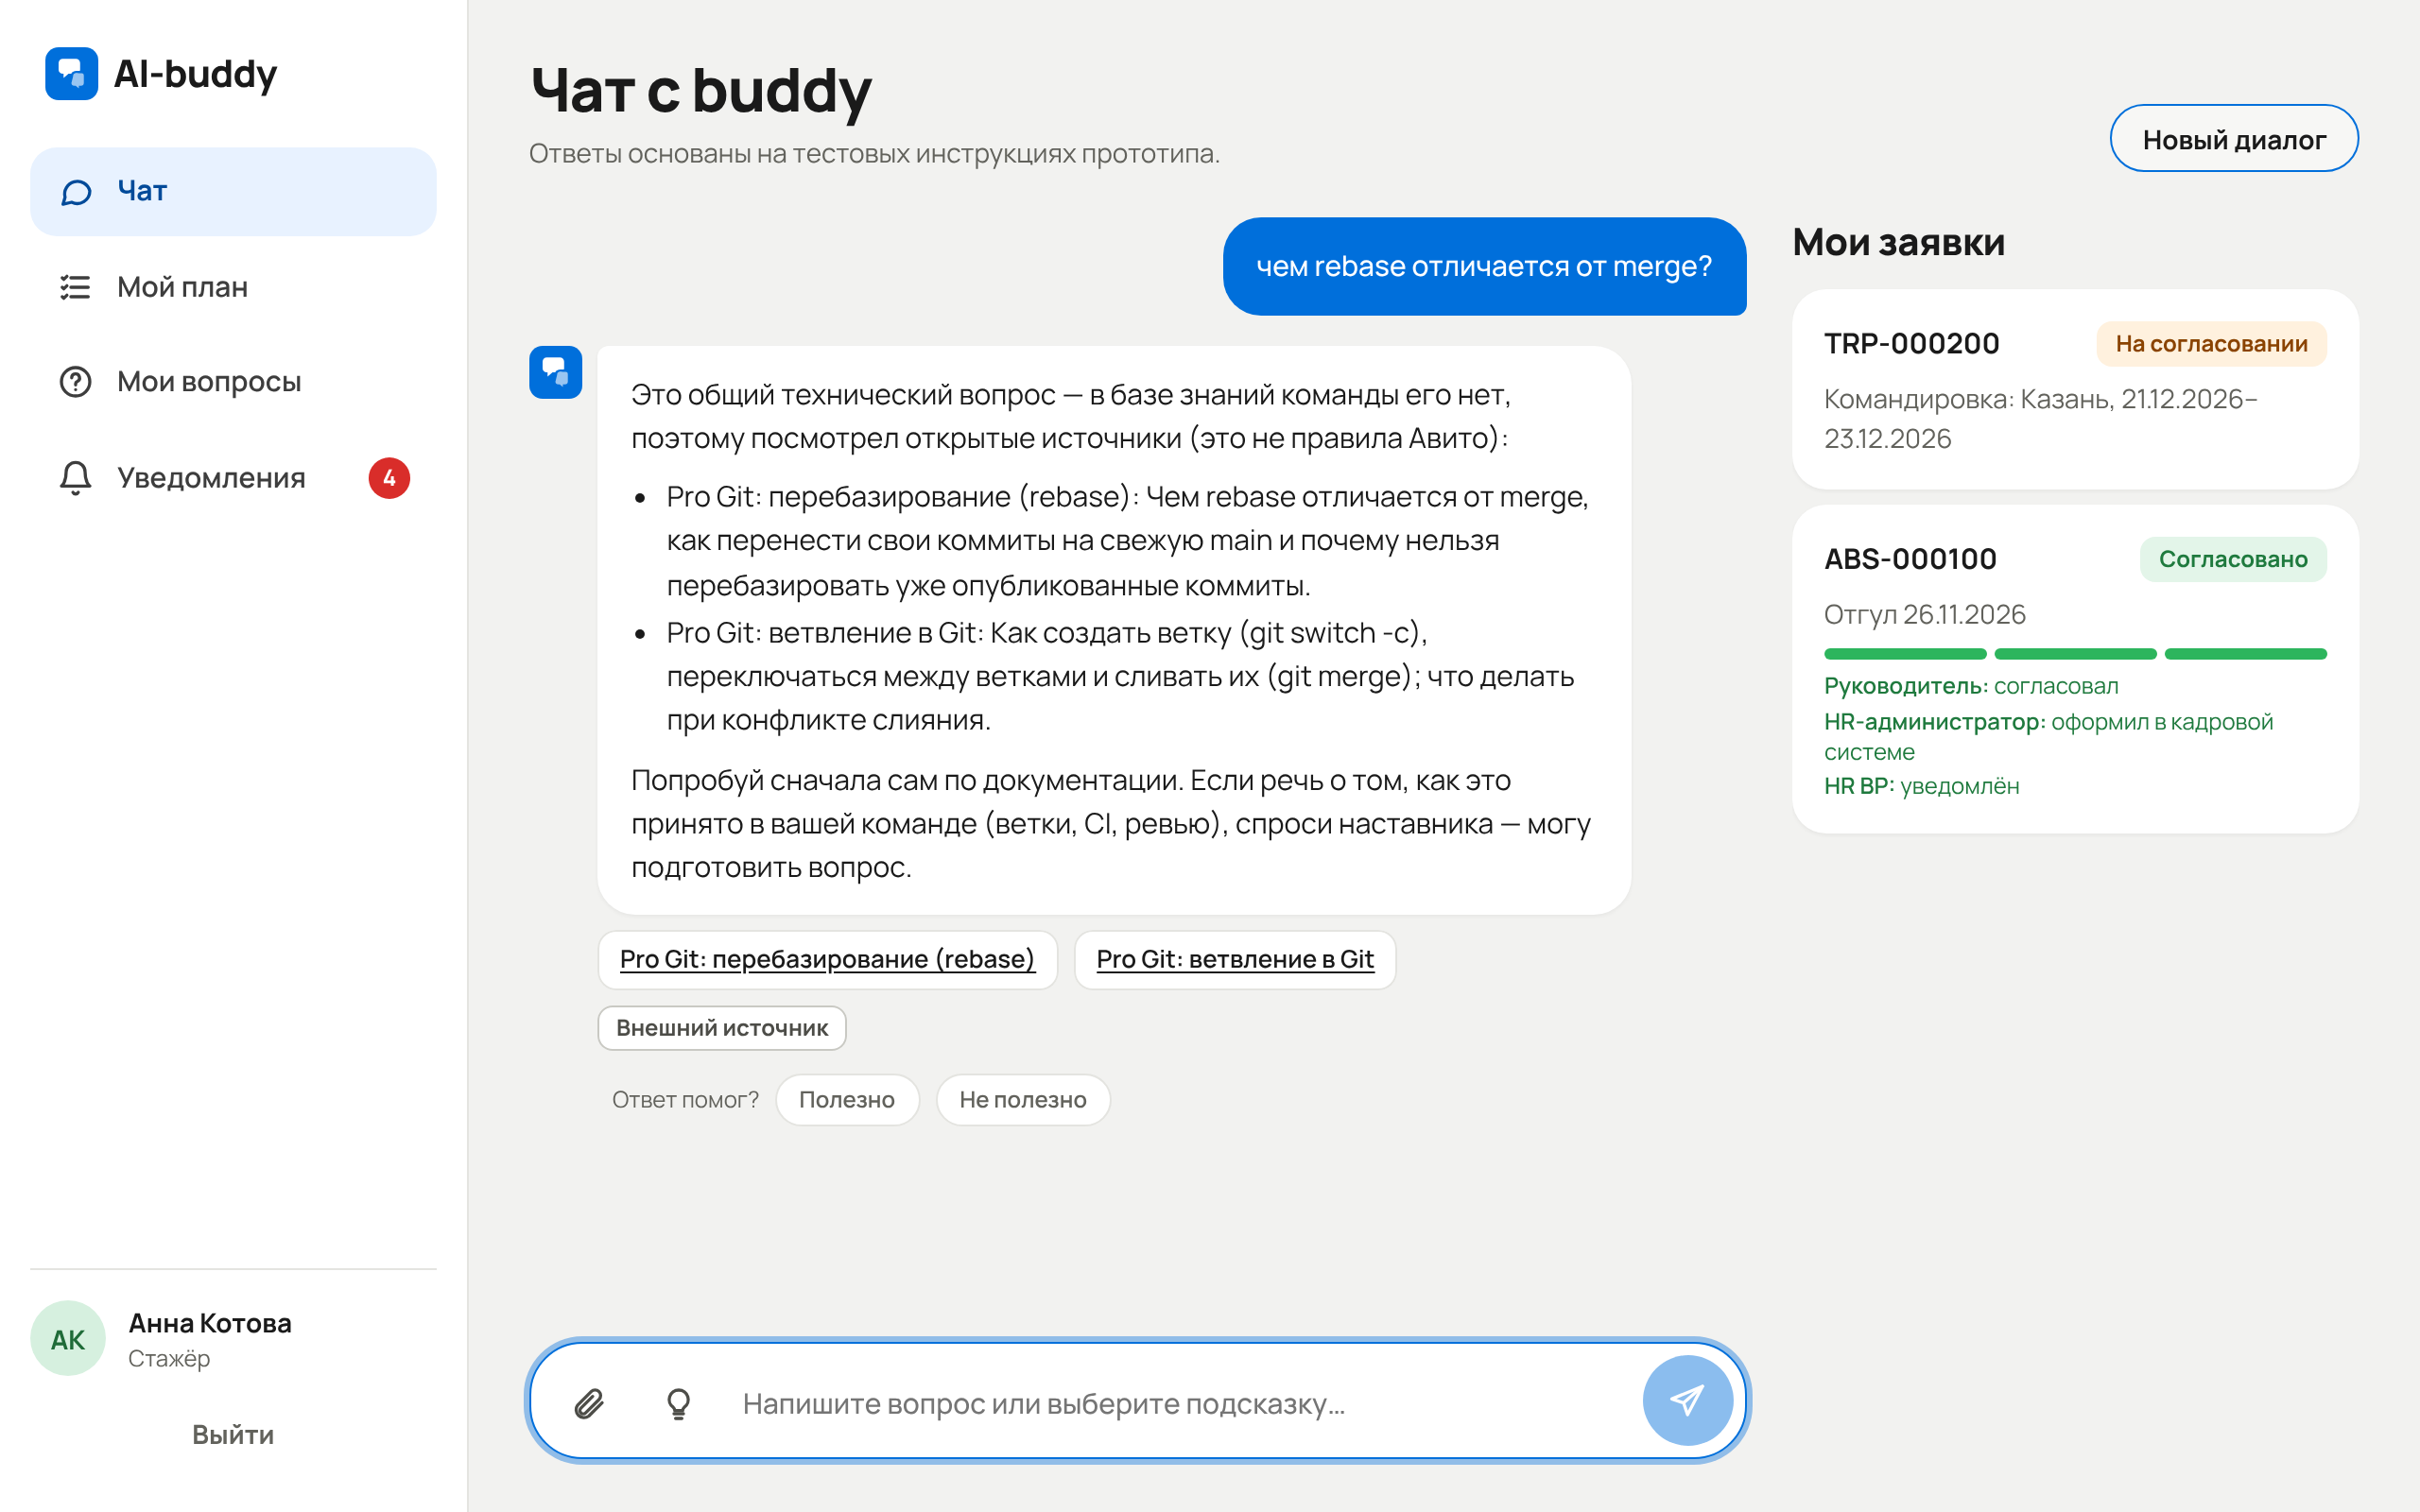 AI-buddy
Чат
Мой план
Мои вопросы
Уведомления
4
Анна Котова
АК
Стажёр
Выйти
Чат с buddy
Ответы основаны на тестовых инструкциях прототипа.
Новый диалог
чем rebase отличается от merge?
Это общий технический вопрос — в базе знаний команды его нет,
поэтому посмотрел открытые источники (это не правила Авито):
• Pro Git: перебазирование (rebase): Чем rebase отличается от merge,
как перенести свои коммиты на свежую main и почему нельзя
перебазировать уже опубликованные коммиты.
• Pro Git: ветвление в Git: Как создать ветку (git switch -c),
переключаться между ветками и сливать их (git merge); что делать
при конфликте слияния.
Попробуй сначала сам по документации. Если речь о том, как это
принято в вашей команде (ветки, CI, ревью), спроси наставника — могу
подготовить вопрос.
Pro Git: перебазирование (rebase)
Pro Git: ветвление в Git
Внешний источник
Ответ помог?
Полезно
Не полезно
Напишите вопрос или выберите подсказку…
Мои заявки
TRP-000200
На согласовании
Командировка: Казань, 21.12.2026–
23.12.2026
ABS-000100
Согласовано
Отгул 26.11.2026
Руководитель: согласовал
HR-администратор: оформил в кадровой
системе
HR BP: уведомлён